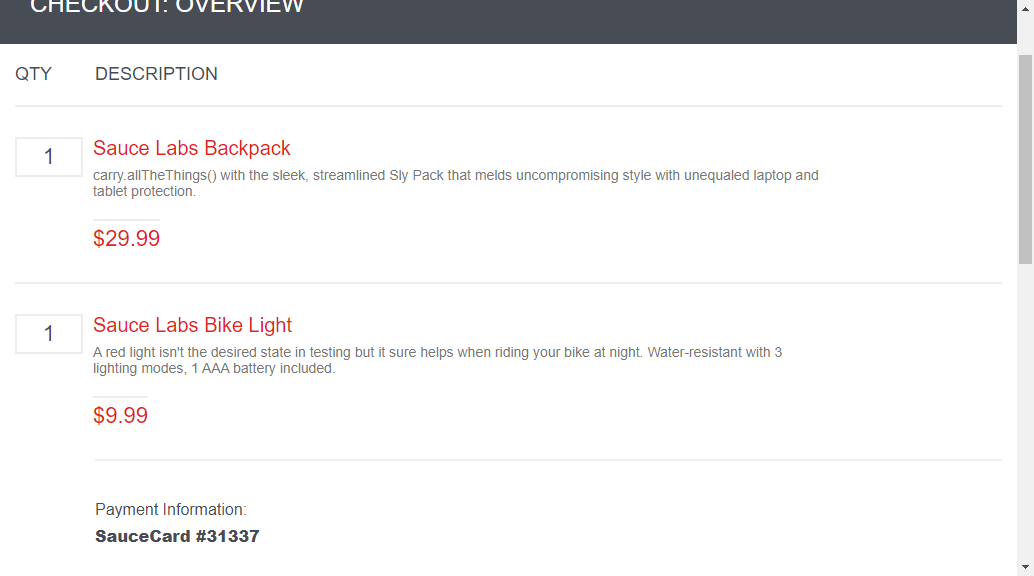 CHECKOUT: OVERVIEW
QTY DESCRIPTION
1 Sauce Labs Backpack
carry.allTheThings() with the sleek, streamlined Sly Pack that melds uncompromising style with unequaled laptop and
tablet protection.
$29.99
1 Sauce Labs Bike Light
A red light isn't the desired state in testing but it sure helps when riding your bike at night. Water-resistant with 3
lighting modes, 1 AAA battery included.
$9.99
Payment Information:
SauceCard #31337